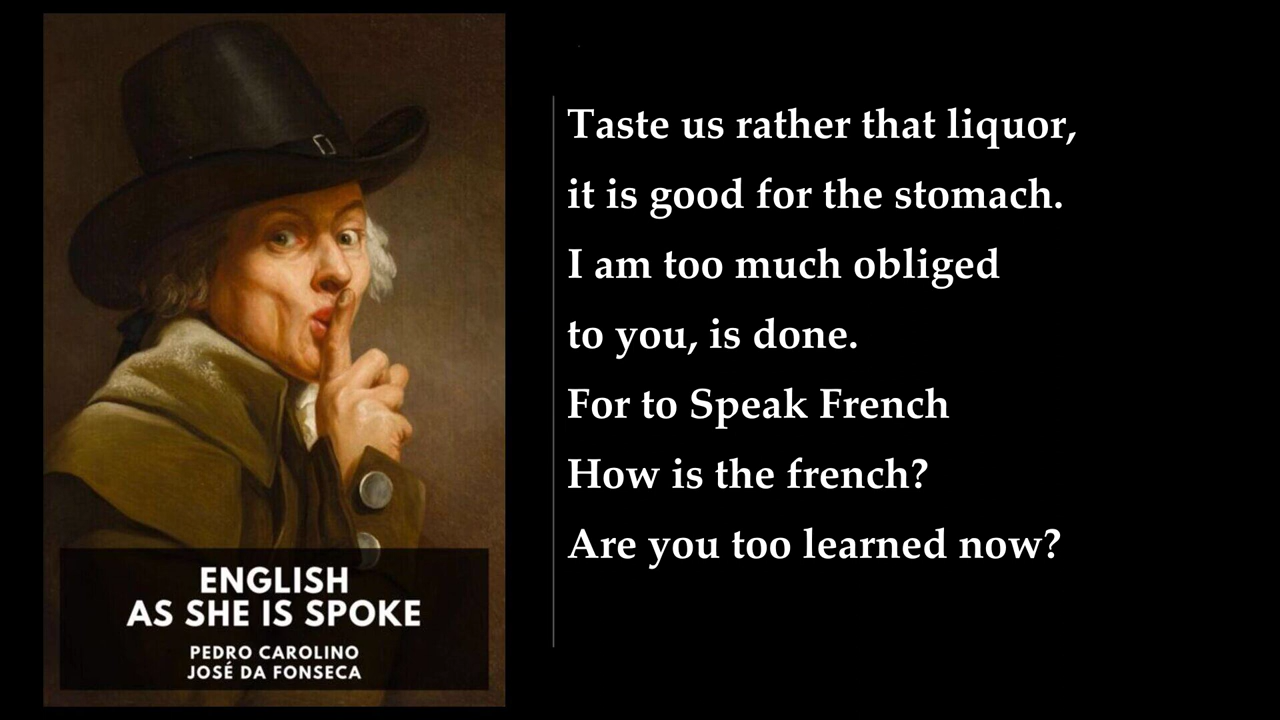 ENGLISH
AS SHE IS SPOKE
PEDRO CAROLINO
JOSÉ DA FONSECA
Taste us rather that liquor,
it is good for the stomach.
I am too much obliged
to you, is done.
For to Speak French
How is the french?
Are you too learned now?